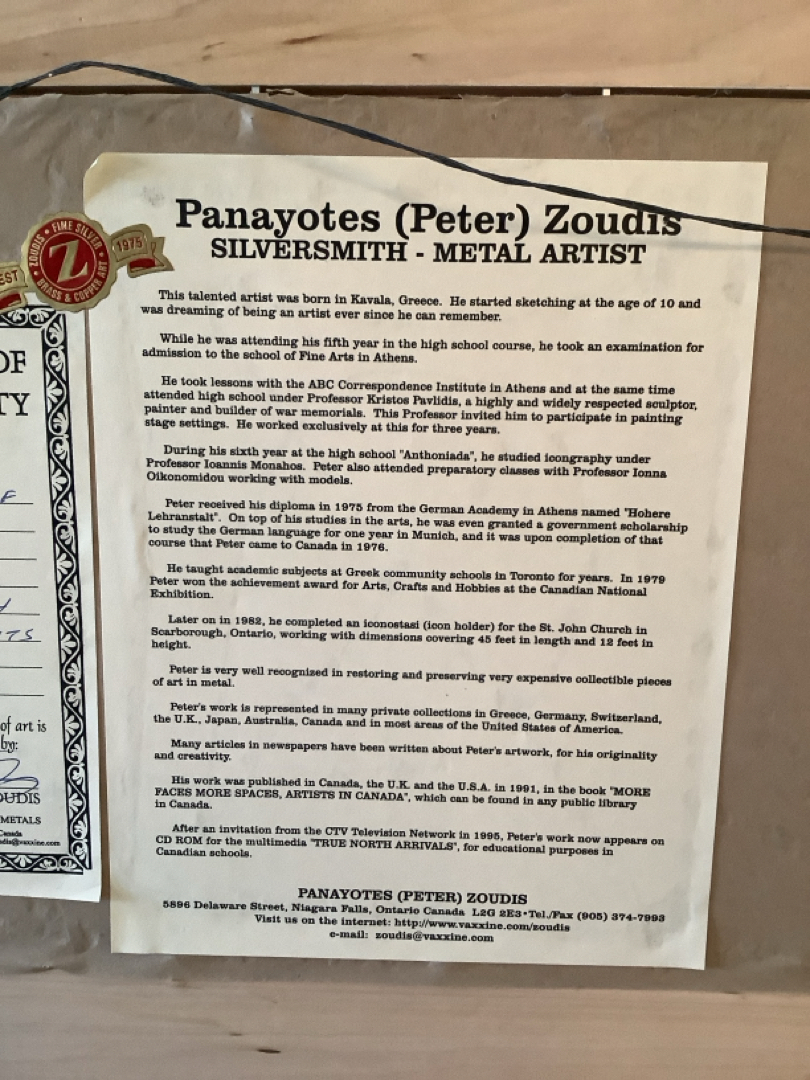 Panayotes (Peter) Zoudis
SILVERSMITH - METAL ARTIST
ZOUDIS • FINE SILVER
BRASS & COPPER ART
Z
1975
EST
This talented artist was born in Kavala, Greece. He started sketching at the age of 10 and
was dreaming of being an artist ever since he can remember.
While he was attending his fifth year in the high school course, he took an examination for
admission to the school of Fine Arts in Athens.
He took lessons with the ABC Correspondence Institute in Athens and at the same time
attended high school under Professor Kristos Pavlidis, a highly and widely respected sculptor,
painter and builder of war memorials. This Professor invited him to participate in painting
stage settings. He worked exclusively at this for three years.
During his sixth year at the high school "Anthoniada", he studied iconography under
Professor Ioannis Monahos. Peter also attended preparatory classes with Professor Ionna
Oikonomidou working with models.
Peter received his diploma in 1975 from the German Academy in Athens named "Hohere
Lehranstalt". On top of his studies in the arts, he was even granted a government scholarship
to study the German language for one year in Munich, and it was upon completion of that
course that Peter came to Canada in 1976.
He taught academic subjects at Greek community schools in Toronto for years. In 1979
Peter won the achievement award for Arts, Crafts and Hobbies at the Canadian National
Exhibition.
Later on in 1982, he completed an iconostasi (icon holder) for the St. John Church in
Scarborough, Ontario, working with dimensions covering 45 feet in length and 12 feet in
height.
Peter is very well recognized in restoring and preserving very expensive collectible pieces
of art in metal.
Peter's work is represented in many private collections in Greece, Germany, Switzerland,
the U.K., Japan, Australia, Canada and in most areas of the United States of America.
Many articles in newspapers have been written about Peter's artwork, for his originality
and creativity.
His work was published in Canada, the U.K. and the U.S.A. in 1991, in the book "MORE
FACES MORE SPACES, ARTISTS IN CANADA", which can be found in any public library
in Canada.
After an invitation from the CTV Television Network in 1995, Peter's work now appears on
CD ROM for the multimedia "TRUE NORTH ARRIVALS", for educational purposes in
Canadian schools.
PANAYOTES (PETER) ZOUDIS
5896 Delaware Street, Niagara Falls, Ontario Canada L2G 2E3•Tel./Fax (905) 374-7993
Visit us on the internet: http://www.vaxxine.com/zoudis
e-mail: zoudis@vaxxine.com
OF
TY
TS
of art is
by:
OUDIS
METALS
Canada
dis@vaxxine.com